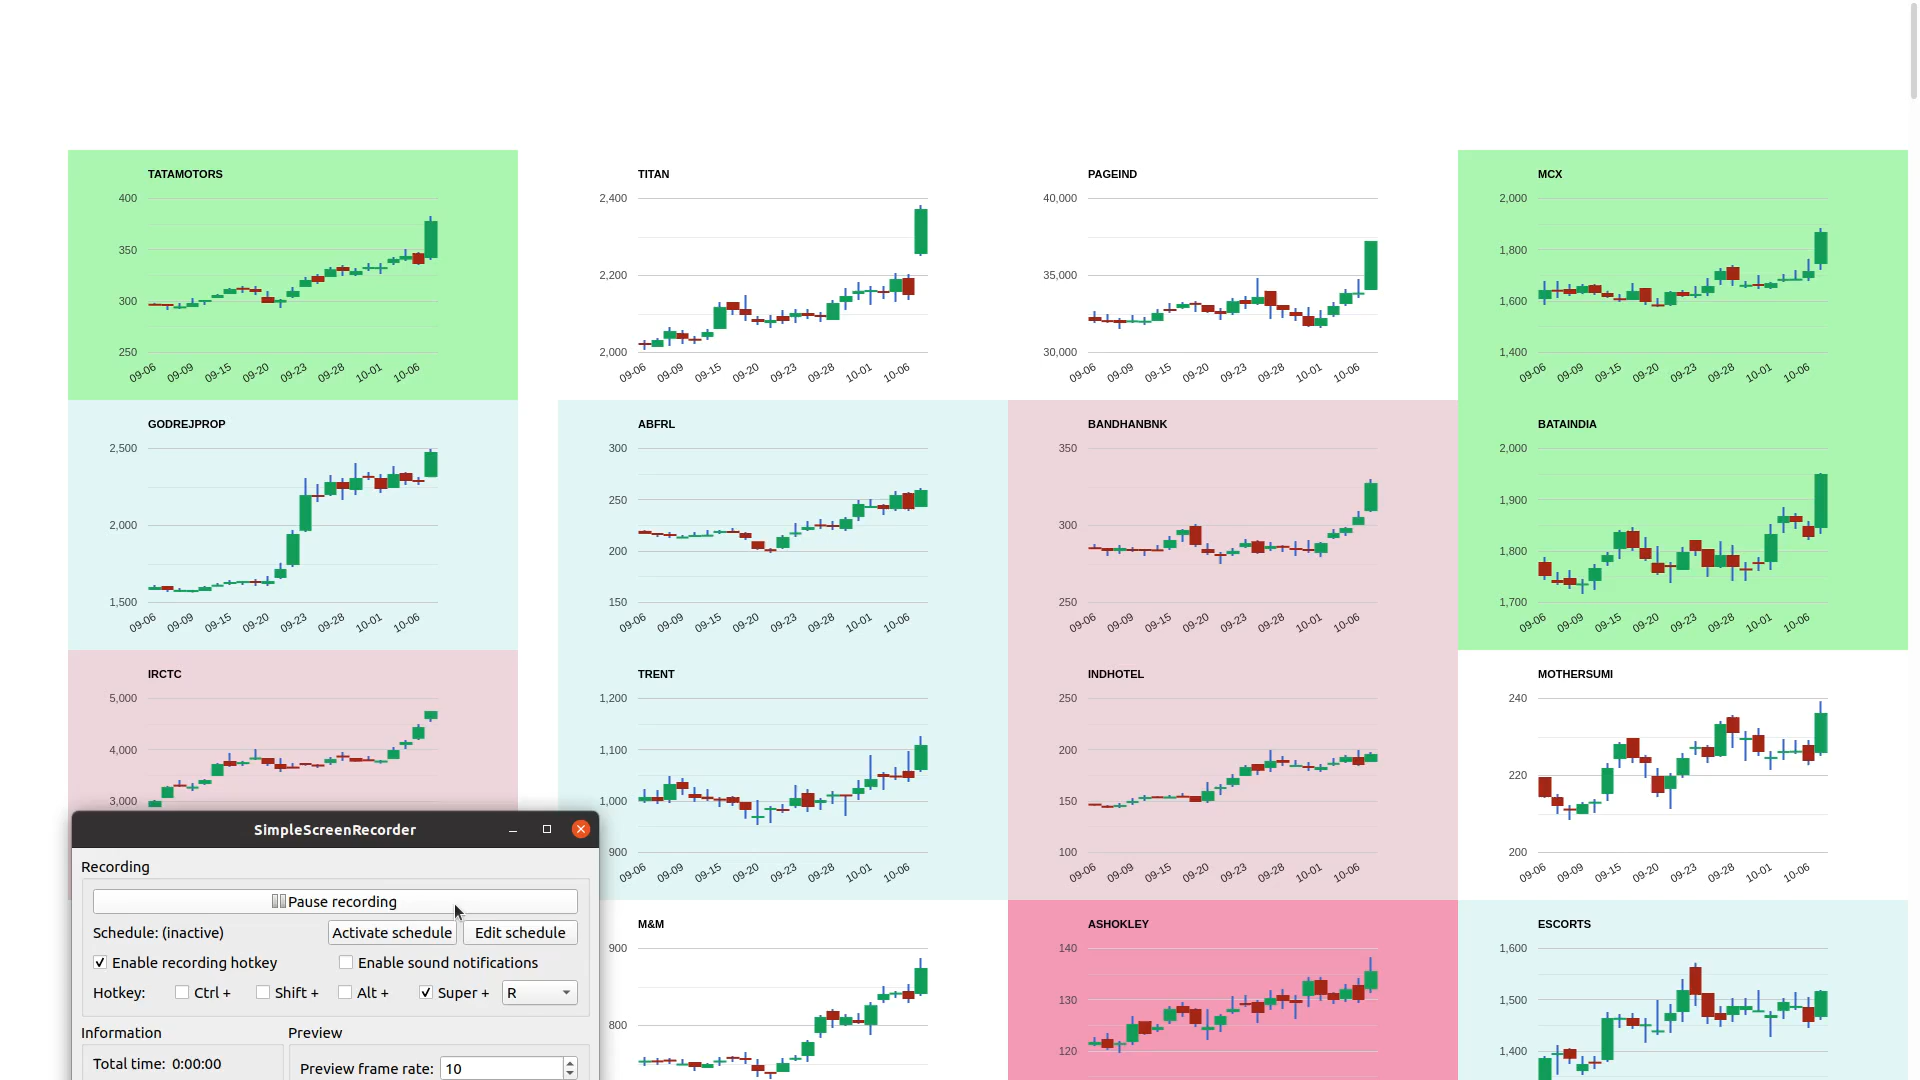 TATAMOTORS
400
350
300
250
09-06 09-09 09-15 09-20 09-23 09-28 10-01 10-06
TITAN
2,400
2,200
2,000
09-06 09-09 09-15 09-20 09-23 09-28 10-01 10-06
PAGEIND
40,000
35,000
30,000
09-06 09-09 09-15 09-20 09-23 09-28 10-01 10-06
MCX
2,000
1,800
1,600
1,400
09-06 09-09 09-15 09-20 09-23 09-28 10-01 10-06
GODREJPROP
2,500
2,000
1,500
09-06 09-09 09-15 09-20 09-23 09-28 10-01 10-06
ABFRL
300
250
200
150
09-06 09-09 09-15 09-20 09-23 09-28 10-01 10-06
BANDHANBNK
350
300
250
09-06 09-09 09-15 09-20 09-23 09-28 10-01 10-06
BATAINDIA
2,000
1,900
1,800
1,700
09-06 09-09 09-15 09-20 09-23 09-28 10-01 10-06
IRCTC
5,000
4,000
3,000
TRENT
1,200
1,100
1,000
900
09-06 09-09 09-15 09-20 09-23 09-28 10-01 10-06
INDHOTEL
250
200
150
100
09-06 09-09 09-15 09-20 09-23 09-28 10-01 10-06
MOTHERSUMI
240
220
200
09-06 09-09 09-15 09-20 09-23 09-28 10-01 10-06
SimpleScreenRecorder
Recording
Pause recording
Schedule: (inactive) Activate schedule Edit schedule
Enable recording hotkey Enable sound notifications
Hotkey: Ctrl + Shift + Alt + Super + R
Information Preview
Total time: 0:00:00 Preview frame rate: 10
M&M
900
800
ASHOKLEY
140
130
120
ESCORTS
1,600
1,500
1,400